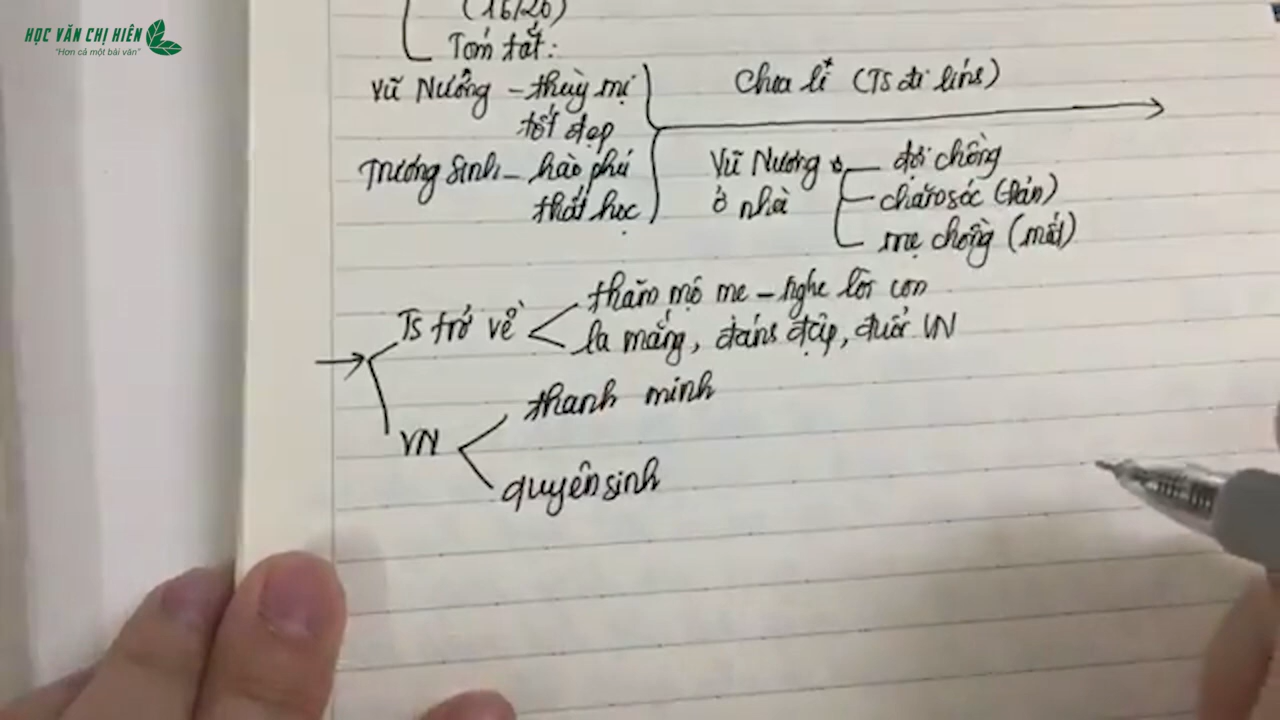 HỌC VĂN CHỊ HIÊN
"Hơn cả một bài văn"
(16/20)
Tóm tắt:
Vũ Nương – thùy mị
tốt đẹp
Trương Sinh – hào phú
thất học
Chia li (TS đi lính)
Vũ Nương
ở nhà
đợi chồng
chăm sóc (Đản)
mẹ chồng (mất)
TS trở về
thăm mộ mẹ – nghe lời con
la mắng, đánh đập, đuổi VN
VN
thanh minh
quyên sinh